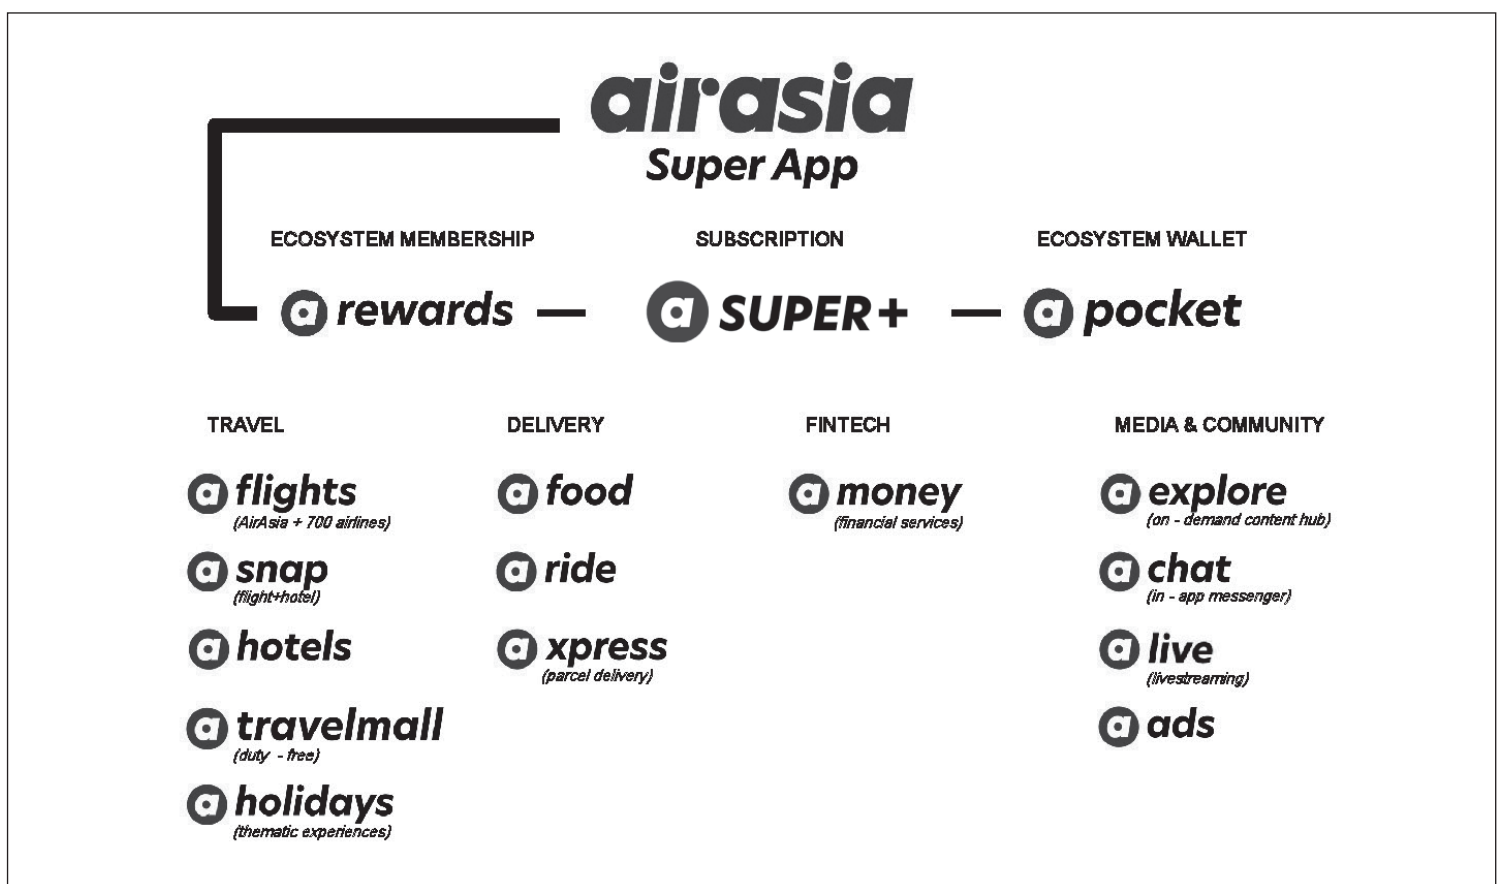 airasia
Super App
ECOSYSTEM MEMBERSHIP
SUBSCRIPTION
ECOSYSTEM WALLET
a rewards
a SUPER+
a pocket
TRAVEL
a flights
(AirAsia + 700 airlines)
a snap
(flight+hotel)
a hotels
a travelmall
(duty - free)
a holidays
(thematic experiences)
DELIVERY
a food
a ride
a xpress
(parcel delivery)
FINTECH
a money
(financial services)
MEDIA & COMMUNITY
a explore
(on - demand content hub)
a chat
(in - app messenger)
a live
(livestreaming)
a ads